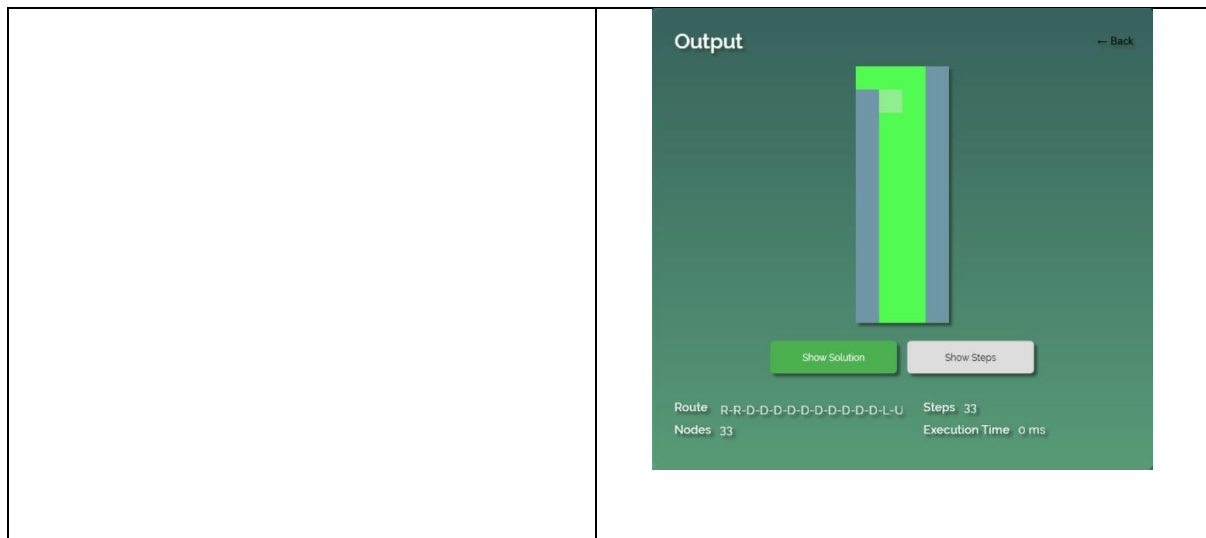 Output
← Back
Show Solution
Show Steps
Route R-R-D-D-D-D-D-D-D-D-D-D-L-U Steps 33
Nodes 33 Execution Time 0 ms